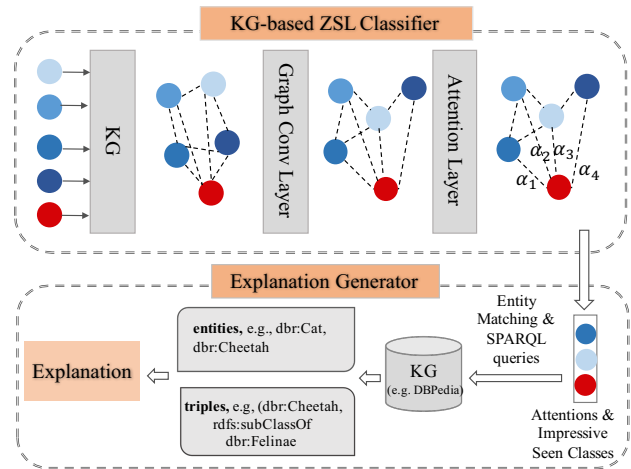 KG-based ZSL Classifier
KG
Graph Conv Layer
Attention Layer
α1
α2
α3
α4
Explanation Generator
Explanation
entities, e.g., dbr:Cat,
dbr:Cheetah
triples, e.g, (dbr:Cheetah,
rdfs:subClassOf
dbr:Felinae
KG
(e.g. DBPedia)
Entity
Matching &
SPARQL
queries
Attentions &
Impressive
Seen Classes